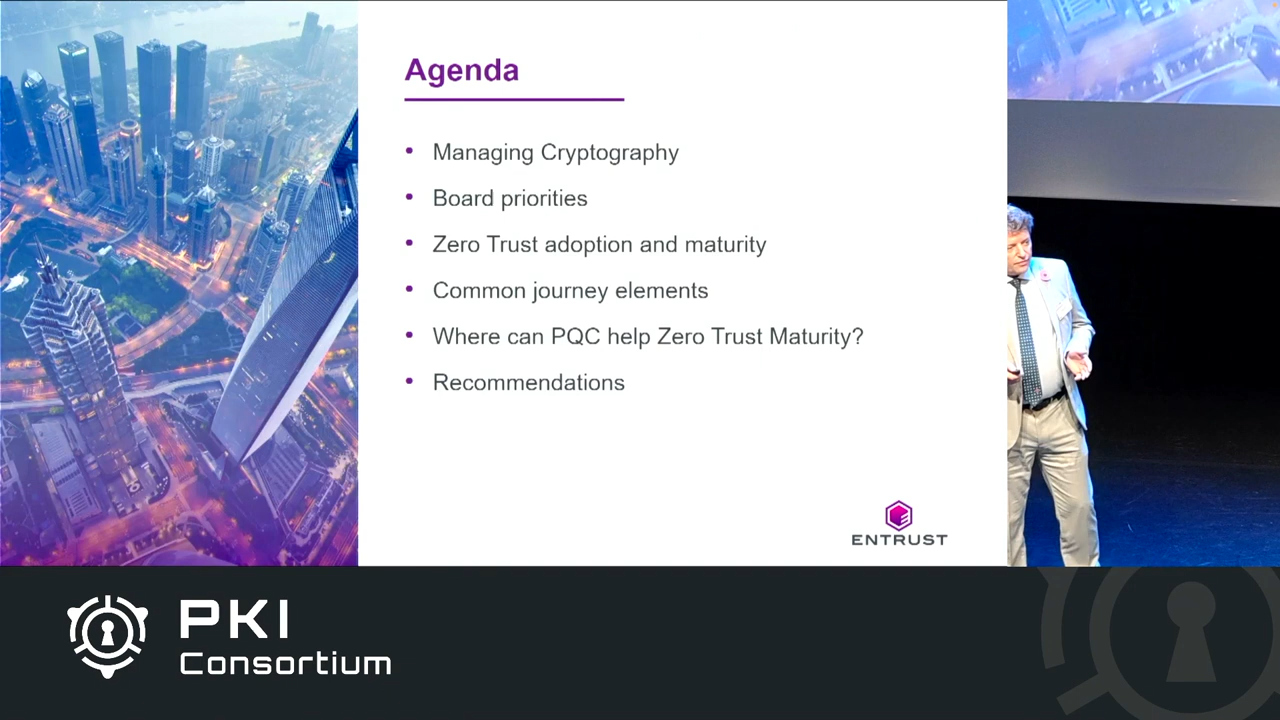 Agenda
• Managing Cryptography
• Board priorities
• Zero Trust adoption and maturity
• Common journey elements
• Where can PQC help Zero Trust Maturity?
• Recommendations
ENTRUST
PKI
Consortium